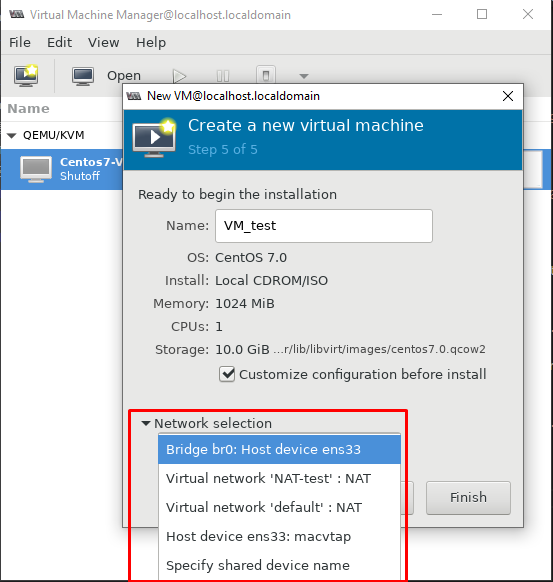 Virtual Machine Manager@localhost.localdomain
File Edit View Help
Open
Name
QEMU/KVM
Centos7-V
Shutoff
New VM@localhost.localdomain
Create a new virtual machine
Step 5 of 5
Ready to begin the installation
Name: VM_test
OS: CentOS 7.0
Install: Local CDROM/ISO
Memory: 1024 MiB
CPUs: 1
Storage: 10.0 GiB ...r/lib/libvirt/images/centos7.0.qcow2
Customize configuration before install
Network selection
Bridge br0: Host device ens33
Virtual network 'NAT-test' : NAT
Virtual network 'default' : NAT
Finish
Host device ens33: macvtap
Specify shared device name